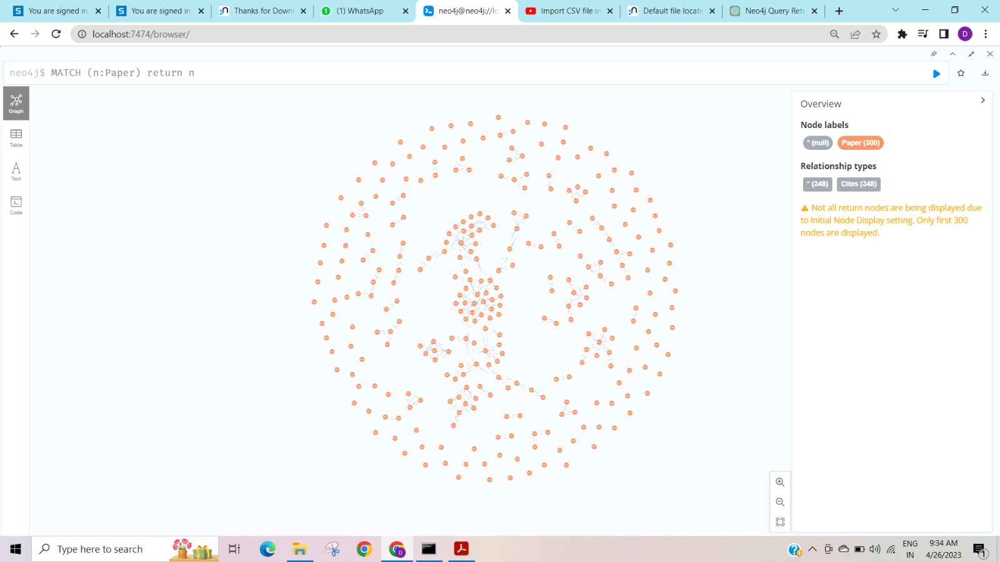 You are signed in
You are signed in
Thanks for Downl
(1) WhatsApp
neo4j@neo4j://lo
Import CSV file in
Default file locatio
Neo4j Query Retr
localhost:7474/browser/
D
neo4j$ MATCH (n:Paper) return n
Graph
Table
Text
Code
Overview
Node labels
* (null) Paper (300)
Relationship types
* (348) Cites (348)
Not all return nodes are being displayed due
to Initial Node Display setting. Only first 300
nodes are displayed.
Type here to search
ENG
IN
9:34 AM
4/26/2023
1